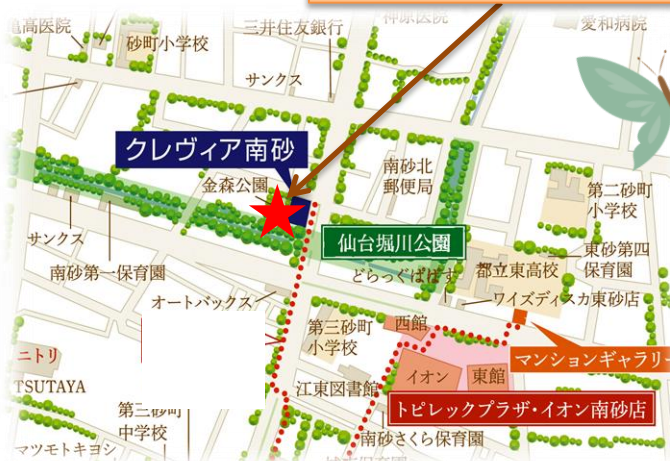 亀高医院
砂町小学校
三井住友銀行
神原医院
愛和病院
サンクス
クレヴィア南砂
金森公園
南砂北
郵便局
第二砂町
小学校
サンクス
南砂第一保育園
仙台堀川公園
どらっぐぱぱす
都立東高校
東砂第四
保育園
ワイズディスカ東砂店
オートバックス
第三砂町
小学校
西館
マンションギャラリー
ニトリ
TSUTAYA
イオン
東館
江東図書館
トピレックプラザ・イオン南砂店
第三砂町
中学校
南砂さくら保育園
マツモトキヨシ